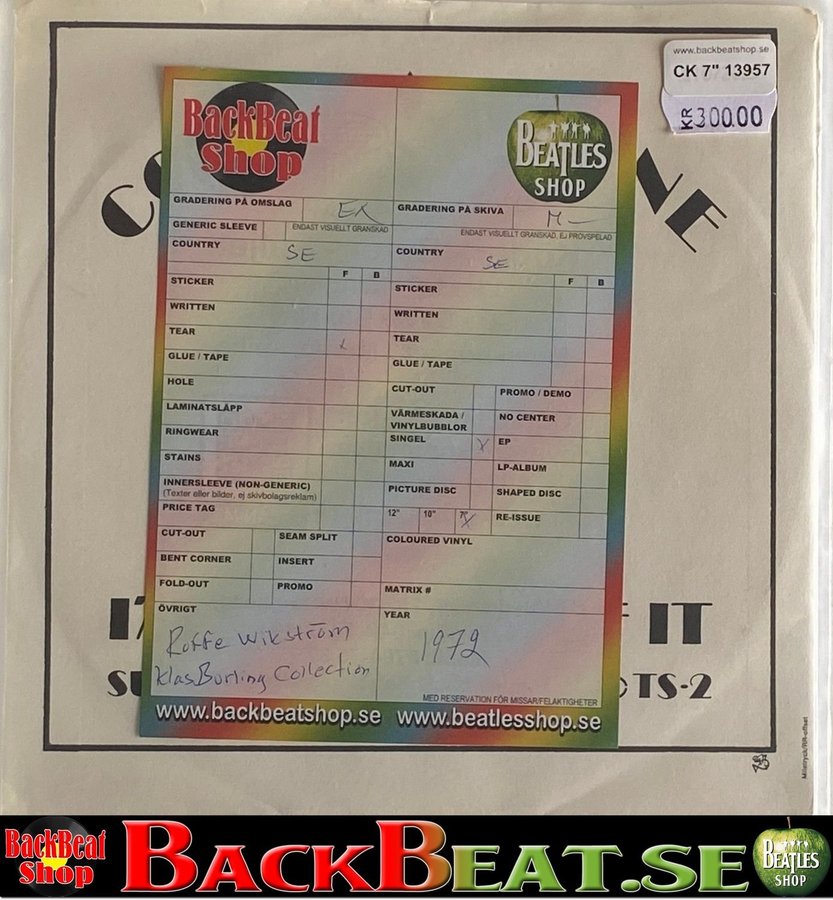 www.backbeatshop.se
CK 7" 13957
KR30000
BackBeat
Shop
BEATLES
SHOP
NE
GRADERING PÅ OMSLAG EX
GRADERING PÅ SKIVA M-
GENERIC SLEEVE ENDAST VISUELLT GRANSKAD
ENDAST VISUELLT GRANSKAD, EJ PROVSPELAD
COUNTRY SE
COUNTRY SE
F B
F B
STICKER
STICKER
WRITTEN
WRITTEN
TEAR x
TEAR
GLUE / TAPE
GLUE / TAPE
HOLE
CUT-OUT PROMO / DEMO
LAMINATSLÄPP
VÄRMESKADA / NO CENTER
VINYLBUBBLOR
RINGWEAR
SINGEL X EP
STAINS
MAXI LP-ALBUM
INNERSLEEVE (NON-GENERIC)
(Texter eller bilder, ej skivbolagsreklam)
PICTURE DISC SHAPED DISC
PRICE TAG
12" 10" 7" X RE-ISSUE
CUT-OUT SEAM SPLIT
COLOURED VINYL
BENT CORNER INSERT
FOLD-OUT PROMO
MATRIX #
ÖVRIGT
YEAR
Roffe Wikström
Klas Burling Collection
1972
MED RESERVATION FÖR MISSAR/FELAKTIGHETER
www.backbeatshop.se www.beatlesshop.se
IT
TS-2
BackBeat
Shop
BACKBEAT.SE
BEATLES
SHOP